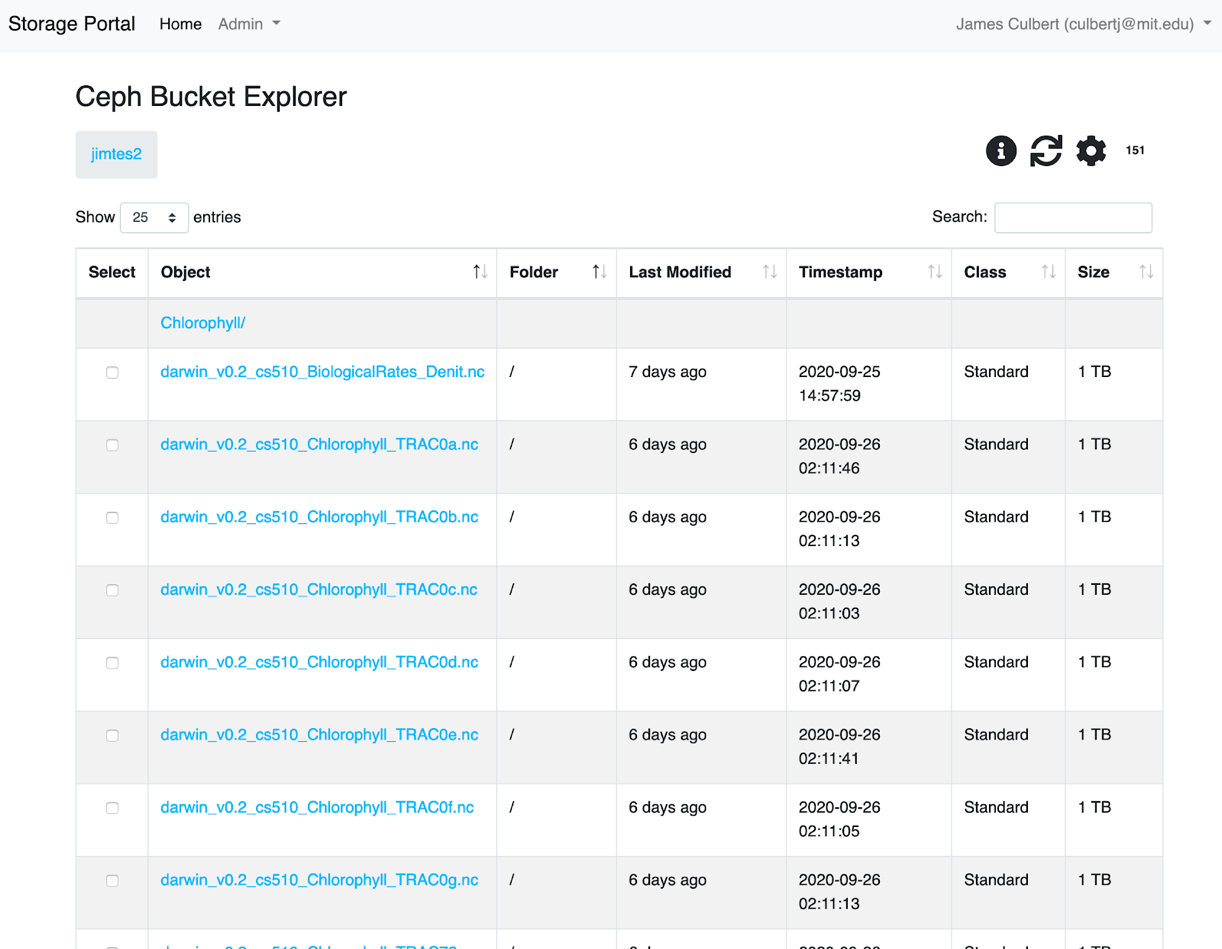 Storage Portal Home Admin James Culbert (culbertj@mit.edu)
Ceph Bucket Explorer
jimtes2 151
Show 25 entries Search:
Select Object Folder Last Modified Timestamp Class Size
Chlorophyll/
darwin_v0.2_cs510_BiologicalRates_Denit.nc / 7 days ago 2020-09-25 Standard 1 TB
14:57:59
darwin_v0.2_cs510_Chlorophyll_TRAC0a.nc / 6 days ago 2020-09-26 Standard 1 TB
02:11:46
darwin_v0.2_cs510_Chlorophyll_TRAC0b.nc / 6 days ago 2020-09-26 Standard 1 TB
02:11:13
darwin_v0.2_cs510_Chlorophyll_TRAC0c.nc / 6 days ago 2020-09-26 Standard 1 TB
02:11:03
darwin_v0.2_cs510_Chlorophyll_TRAC0d.nc / 6 days ago 2020-09-26 Standard 1 TB
02:11:07
darwin_v0.2_cs510_Chlorophyll_TRAC0e.nc / 6 days ago 2020-09-26 Standard 1 TB
02:11:41
darwin_v0.2_cs510_Chlorophyll_TRAC0f.nc / 6 days ago 2020-09-26 Standard 1 TB
02:11:05
darwin_v0.2_cs510_Chlorophyll_TRAC0g.nc / 6 days ago 2020-09-26 Standard 1 TB
02:11:13